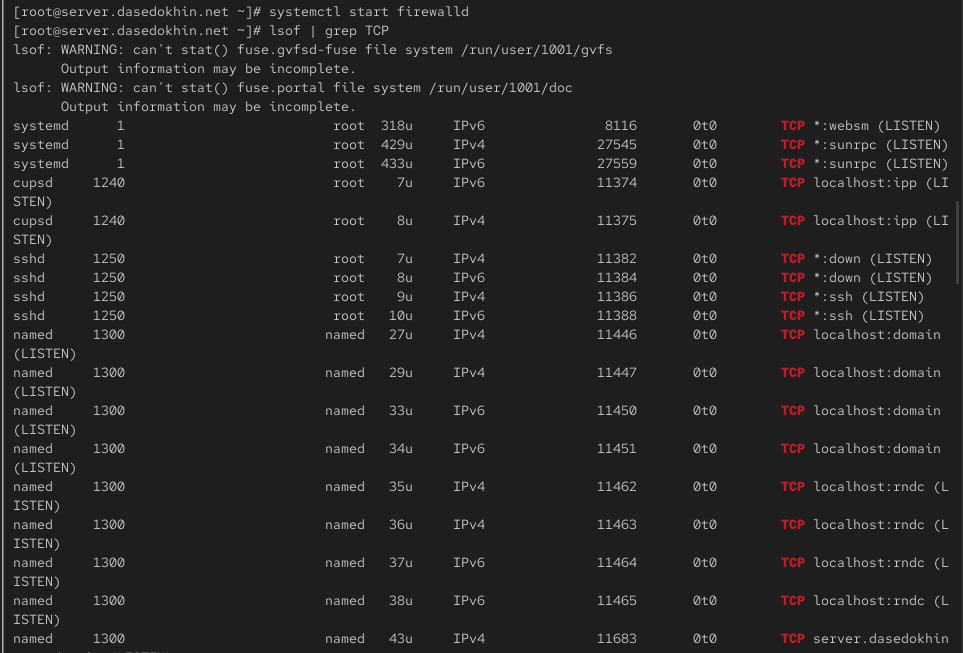 [root@server.dasedokhin.net ~]# systemctl start firewalld
[root@server.dasedokhin.net ~]# lsof | grep TCP
lsof: WARNING: can't stat() fuse.gvfsd-fuse file system /run/user/1001/gvfs
      Output information may be incomplete.
lsof: WARNING: can't stat() fuse.portal file system /run/user/1001/doc
      Output information may be incomplete.
systemd      1                          root  318u     IPv6               8116       0t0        TCP *:websm (LISTEN)
systemd      1                          root  429u     IPv4              27545       0t0        TCP *:sunrpc (LISTEN)
systemd      1                          root  433u     IPv6              27559       0t0        TCP *:sunrpc (LISTEN)
cupsd     1240                          root    7u     IPv6              11374       0t0        TCP localhost:ipp (LI
STEN)
cupsd     1240                          root    8u     IPv4              11375       0t0        TCP localhost:ipp (LI
STEN)
sshd      1250                          root    7u     IPv4              11382       0t0        TCP *:down (LISTEN)
sshd      1250                          root    8u     IPv6              11384       0t0        TCP *:down (LISTEN)
sshd      1250                          root    9u     IPv4              11386       0t0        TCP *:ssh (LISTEN)
sshd      1250                          root   10u     IPv6              11388       0t0        TCP *:ssh (LISTEN)
named     1300                         named   27u     IPv4              11446       0t0        TCP localhost:domain
(LISTEN)
named     1300                         named   29u     IPv4              11447       0t0        TCP localhost:domain
(LISTEN)
named     1300                         named   33u     IPv6              11450       0t0        TCP localhost:domain
(LISTEN)
named     1300                         named   34u     IPv6              11451       0t0        TCP localhost:domain
(LISTEN)
named     1300                         named   35u     IPv4              11462       0t0        TCP localhost:rndc (L
ISTEN)
named     1300                         named   36u     IPv4              11463       0t0        TCP localhost:rndc (L
ISTEN)
named     1300                         named   37u     IPv6              11464       0t0        TCP localhost:rndc (L
ISTEN)
named     1300                         named   38u     IPv6              11465       0t0        TCP localhost:rndc (L
ISTEN)
named     1300                         named   43u     IPv4              11683       0t0        TCP server.dasedokhin